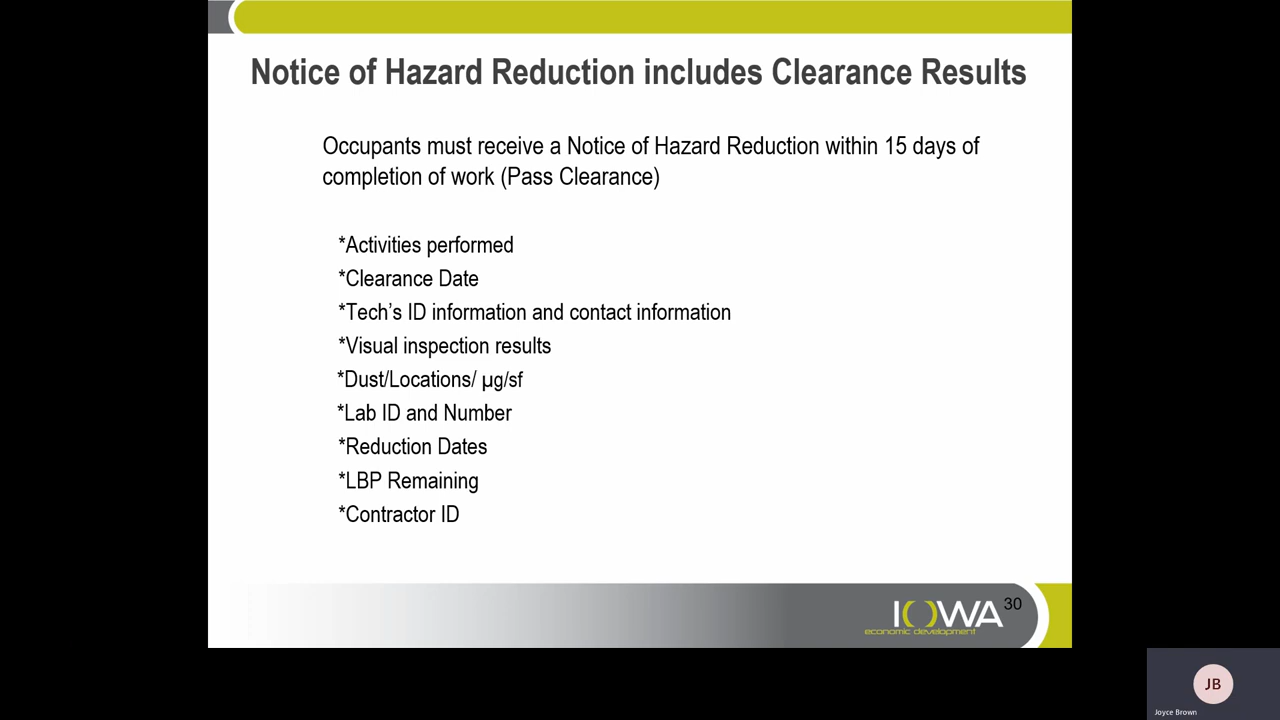 Notice of Hazard Reduction includes Clearance Results
Occupants must receive a Notice of Hazard Reduction within 15 days of
completion of work (Pass Clearance)
*Activities performed
*Clearance Date
*Tech's ID information and contact information
*Visual inspection results
*Dust/Locations/ µg/sf
*Lab ID and Number
*Reduction Dates
*LBP Remaining
*Contractor ID
IOWA
economic development
30
JB
Joyce Brown